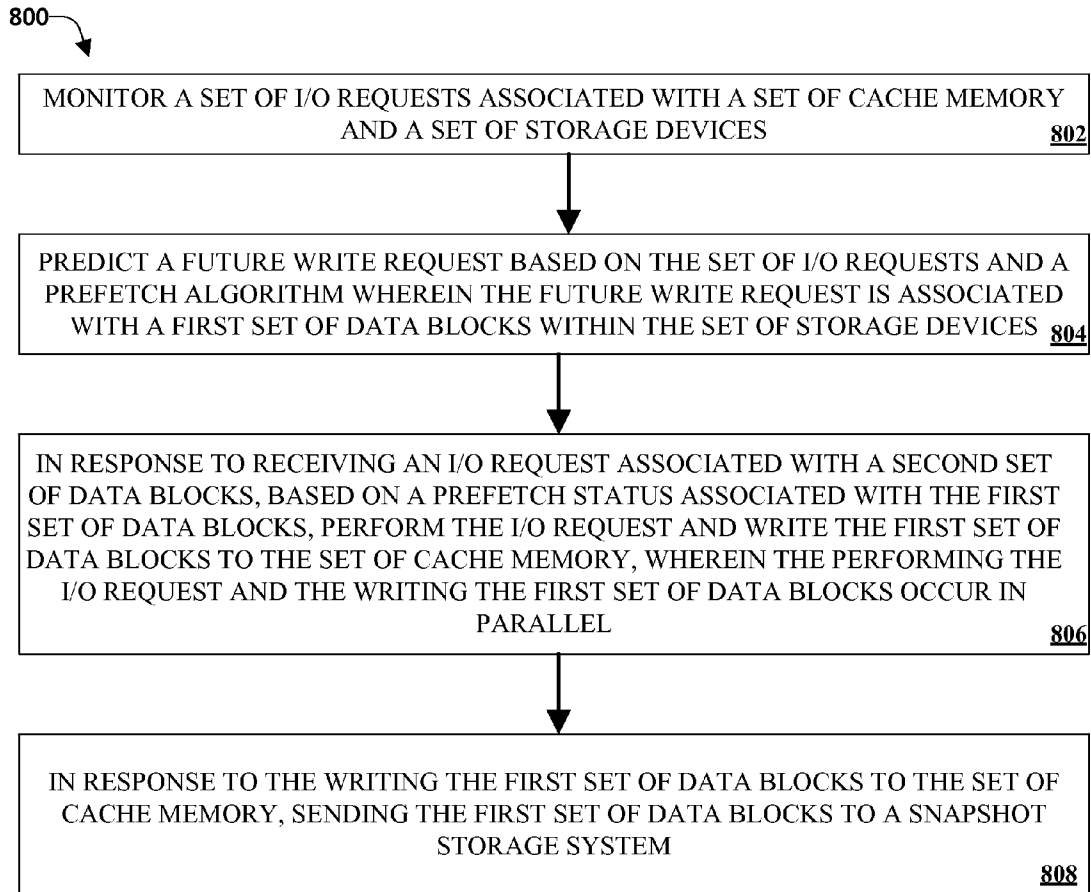 800
MONITOR A SET OF I/O REQUESTS ASSOCIATED WITH A SET OF CACHE MEMORY
AND A SET OF STORAGE DEVICES
802
PREDICT A FUTURE WRITE REQUEST BASED ON THE SET OF I/O REQUESTS AND A
PREFETCH ALGORITHM WHEREIN THE FUTURE WRITE REQUEST IS ASSOCIATED
WITH A FIRST SET OF DATA BLOCKS WITHIN THE SET OF STORAGE DEVICES
804
IN RESPONSE TO RECEIVING AN I/O REQUEST ASSOCIATED WITH A SECOND SET
OF DATA BLOCKS, BASED ON A PREFETCH STATUS ASSOCIATED WITH THE FIRST
SET OF DATA BLOCKS, PERFORM THE I/O REQUEST AND WRITE THE FIRST SET OF
DATA BLOCKS TO THE SET OF CACHE MEMORY, WHEREIN THE PERFORMING THE
I/O REQUEST AND THE WRITING THE FIRST SET OF DATA BLOCKS OCCUR IN
PARALLEL
806
IN RESPONSE TO THE WRITING THE FIRST SET OF DATA BLOCKS TO THE SET OF
CACHE MEMORY, SENDING THE FIRST SET OF DATA BLOCKS TO A SNAPSHOT
STORAGE SYSTEM
808